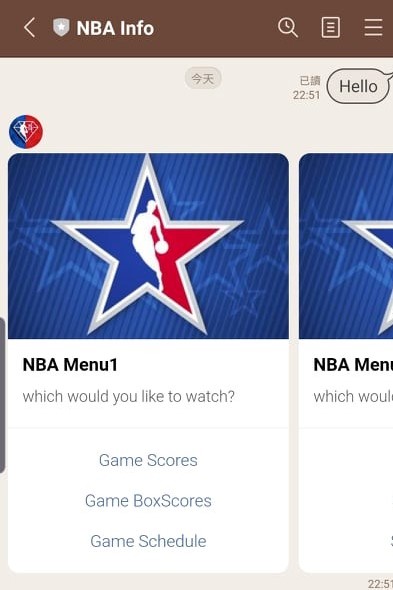 NBA Info
今天
已讀
22:51
Hello
NBA Menu1
which would you like to watch?
Game Scores
Game BoxScores
Game Schedule
NBA Menu
which would
22:51